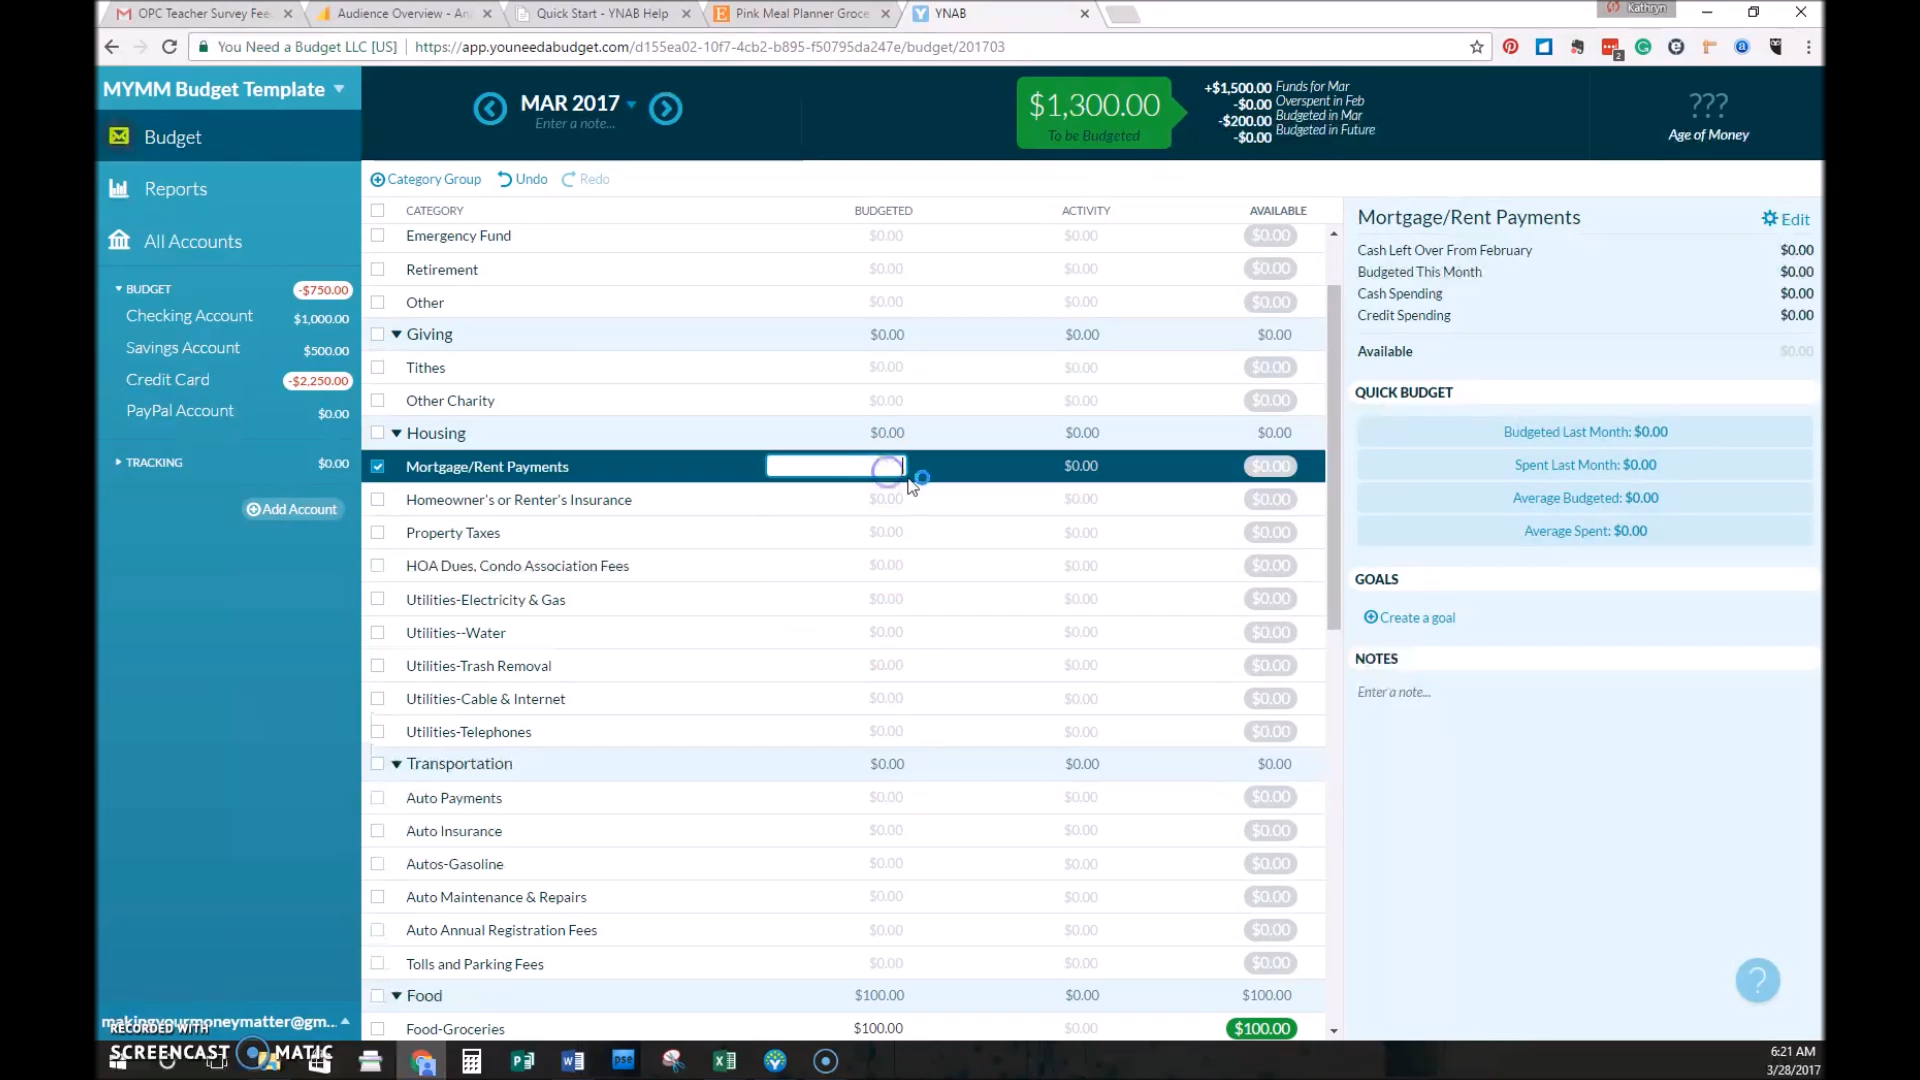 OPC Teacher Survey Fee
Audience Overview - An
Quick Start - YNAB Help
Pink Meal Planner Groce
YNAB
Kathryn
You Need a Budget LLC [US]
https://app.youneedabudget.com/d155ea02-10f7-4cb2-b895-f50795da247e/budget/201703
2
MYMM Budget Template
MAR 2017
Enter a note...
$1,300.00
To be Budgeted
+$1,500.00 Funds for Mar
-$0.00 Overspent in Feb
-$200.00 Budgeted in Mar
-$0.00 Budgeted in Future
???
Age of Money
Budget
Reports
All Accounts
BUDGET -$750.00
Checking Account $1,000.00
Savings Account $500.00
Credit Card -$2,250.00
PayPal Account $0.00
TRACKING $0.00
Add Account
makingyourmoneymatter@gm...
Category Group Undo Redo
CATEGORY BUDGETED ACTIVITY AVAILABLE
Emergency Fund $0.00 $0.00 $0.00
Retirement $0.00 $0.00 $0.00
Other $0.00 $0.00 $0.00
Giving $0.00 $0.00 $0.00
Tithes $0.00 $0.00 $0.00
Other Charity $0.00 $0.00 $0.00
Housing $0.00 $0.00 $0.00
Mortgage/Rent Payments $0.00 $0.00
Homeowner's or Renter's Insurance $0.00 $0.00 $0.00
Property Taxes $0.00 $0.00 $0.00
HOA Dues, Condo Association Fees $0.00 $0.00 $0.00
Utilities-Electricity & Gas $0.00 $0.00 $0.00
Utilities--Water $0.00 $0.00 $0.00
Utilities-Trash Removal $0.00 $0.00 $0.00
Utilities-Cable & Internet $0.00 $0.00 $0.00
Utilities-Telephones $0.00 $0.00 $0.00
Transportation $0.00 $0.00 $0.00
Auto Payments $0.00 $0.00 $0.00
Auto Insurance $0.00 $0.00 $0.00
Autos-Gasoline $0.00 $0.00 $0.00
Auto Maintenance & Repairs $0.00 $0.00 $0.00
Auto Annual Registration Fees $0.00 $0.00 $0.00
Tolls and Parking Fees $0.00 $0.00 $0.00
Food $100.00 $0.00 $100.00
Food-Groceries $100.00 $0.00 $100.00
Mortgage/Rent Payments Edit
Cash Left Over From February $0.00
Budgeted This Month $0.00
Cash Spending $0.00
Credit Spending $0.00
Available $0.00
QUICK BUDGET
Budgeted Last Month: $0.00
Spent Last Month: $0.00
Average Budgeted: $0.00
Average Spent: $0.00
GOALS
Create a goal
NOTES
Enter a note...
?
RECORDED WITH
SCREENCAST MATIC
pse
6:21 AM
3/28/2017